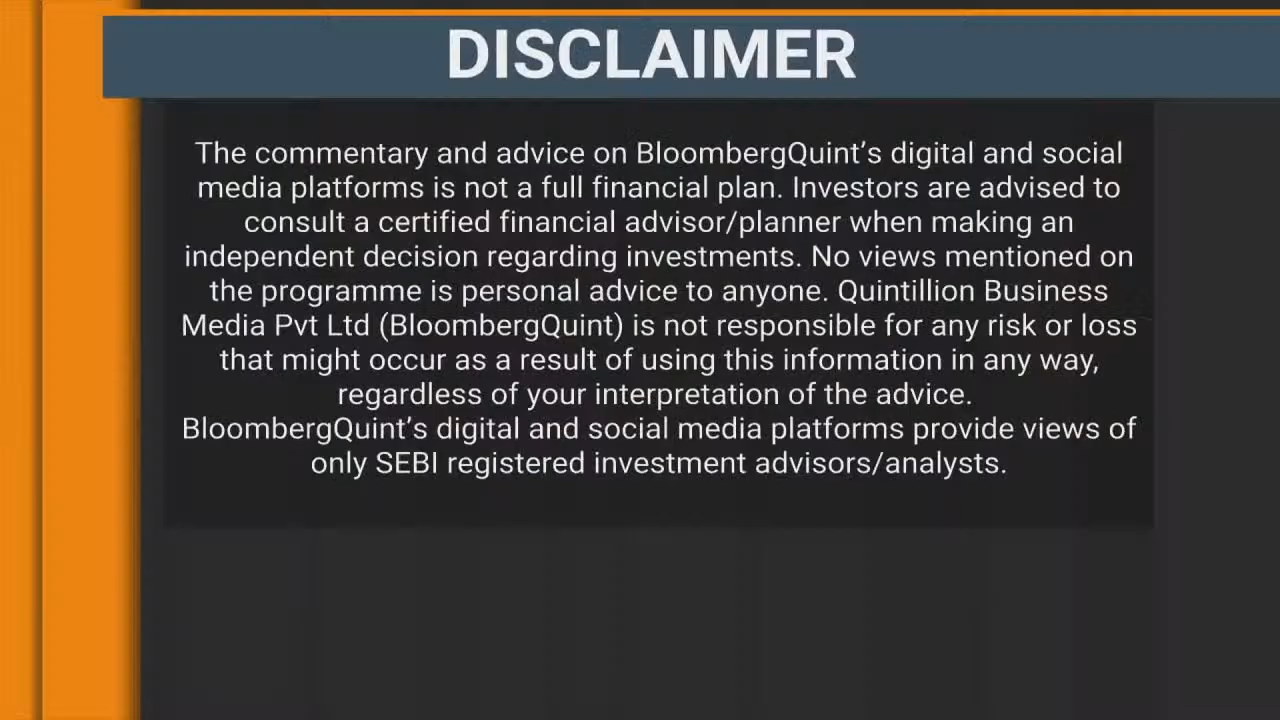 DISCLAIMER
The commentary and advice on BloombergQuint's digital and social
media platforms is not a full financial plan. Investors are advised to
consult a certified financial advisor/planner when making an
independent decision regarding investments. No views mentioned on
the programme is personal advice to anyone. Quintillion Business
Media Pvt Ltd (BloombergQuint) is not responsible for any risk or loss
that might occur as a result of using this information in any way,
regardless of your interpretation of the advice.
BloombergQuint's digital and social media platforms provide views of
only SEBI registered investment advisors/analysts.